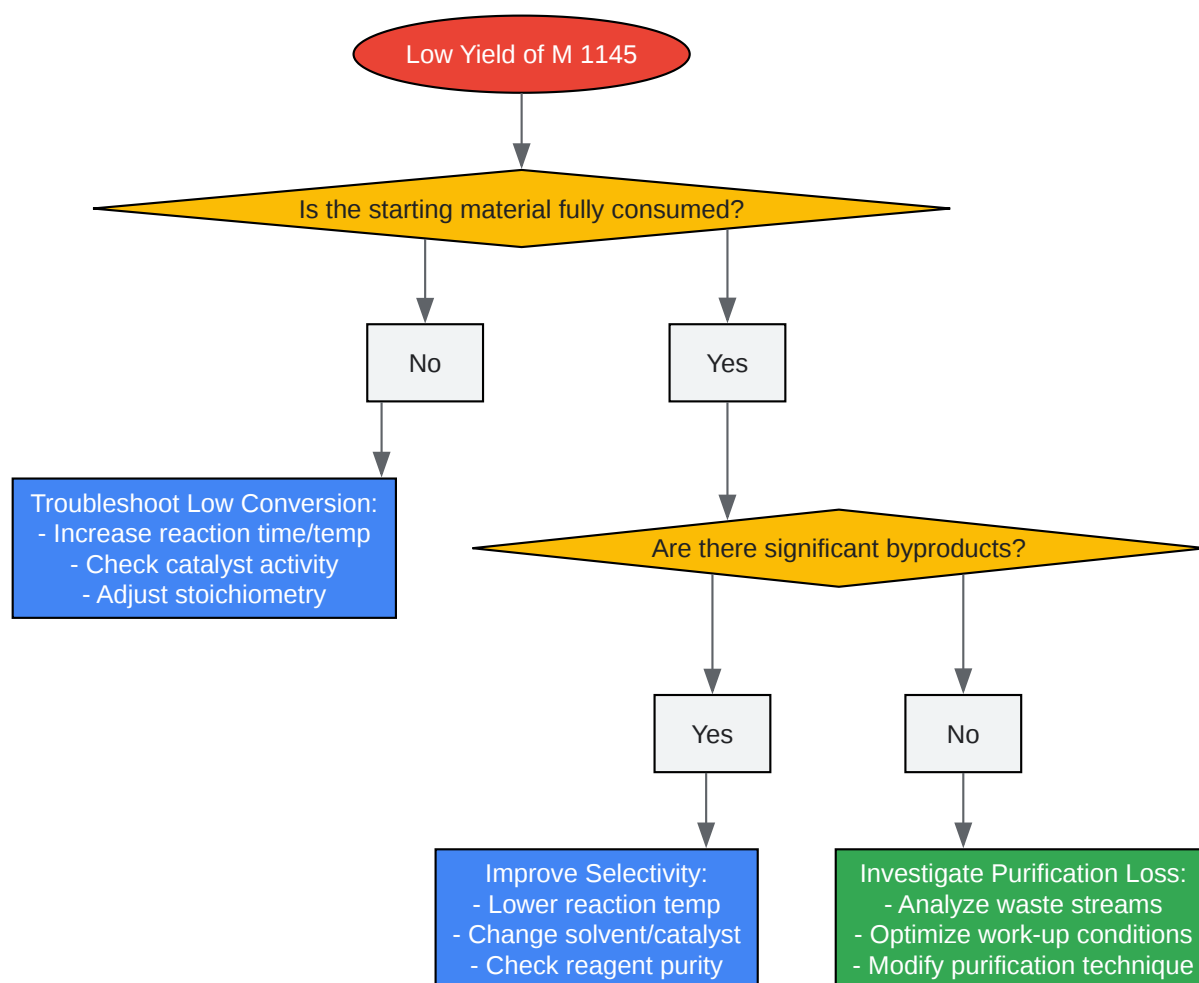 Low Yield of M 1145
Is the starting material fully consumed?
No
Yes
Troubleshoot Low Conversion:
- Increase reaction time/temp
- Check catalyst activity
- Adjust stoichiometry
Are there significant byproducts?
Yes
No
Improve Selectivity:
- Lower reaction temp
- Change solvent/catalyst
- Check reagent purity
Investigate Purification Loss:
- Analyze waste streams
- Optimize work-up conditions
- Modify purification technique